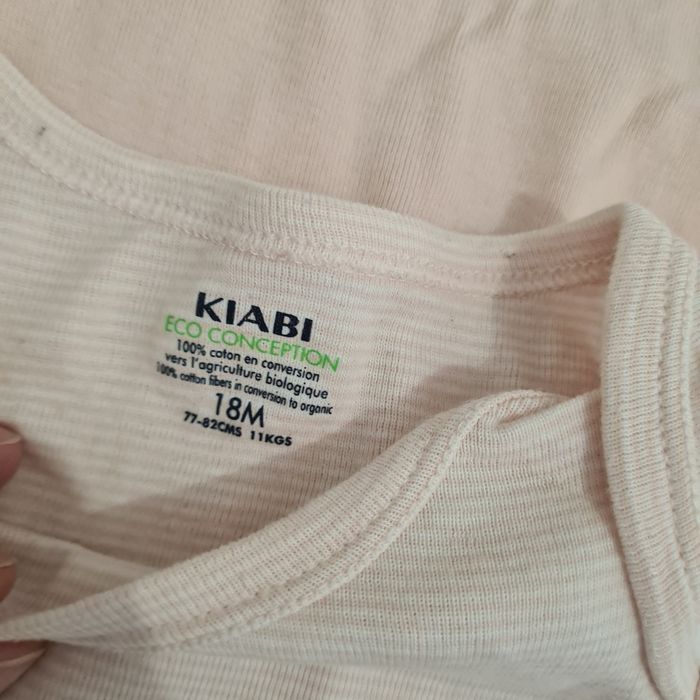 KIABI
ECO CONCEPTION
100% coton en conversion
vers l'agriculture biologique
100% cotton fibers in conversion to organic
18M
77-82CMS 11KGS